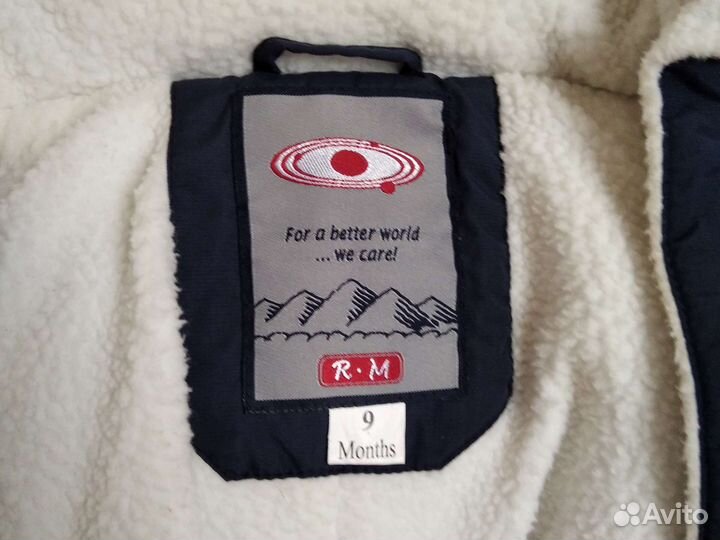 For a better world
... we care!
R·M
9
Months
Avito